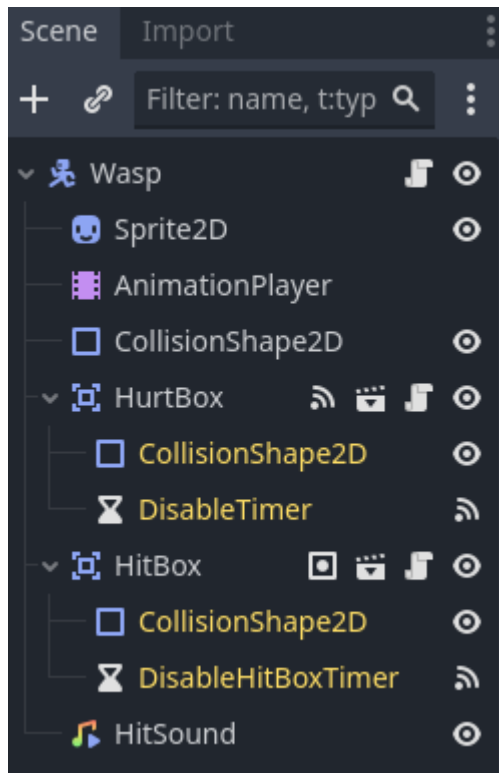 Scene Import
Filter: name, t:typ
Wasp
Sprite2D
AnimationPlayer
CollisionShape2D
HurtBox
CollisionShape2D
DisableTimer
HitBox
CollisionShape2D
DisableHitBoxTimer
HitSound